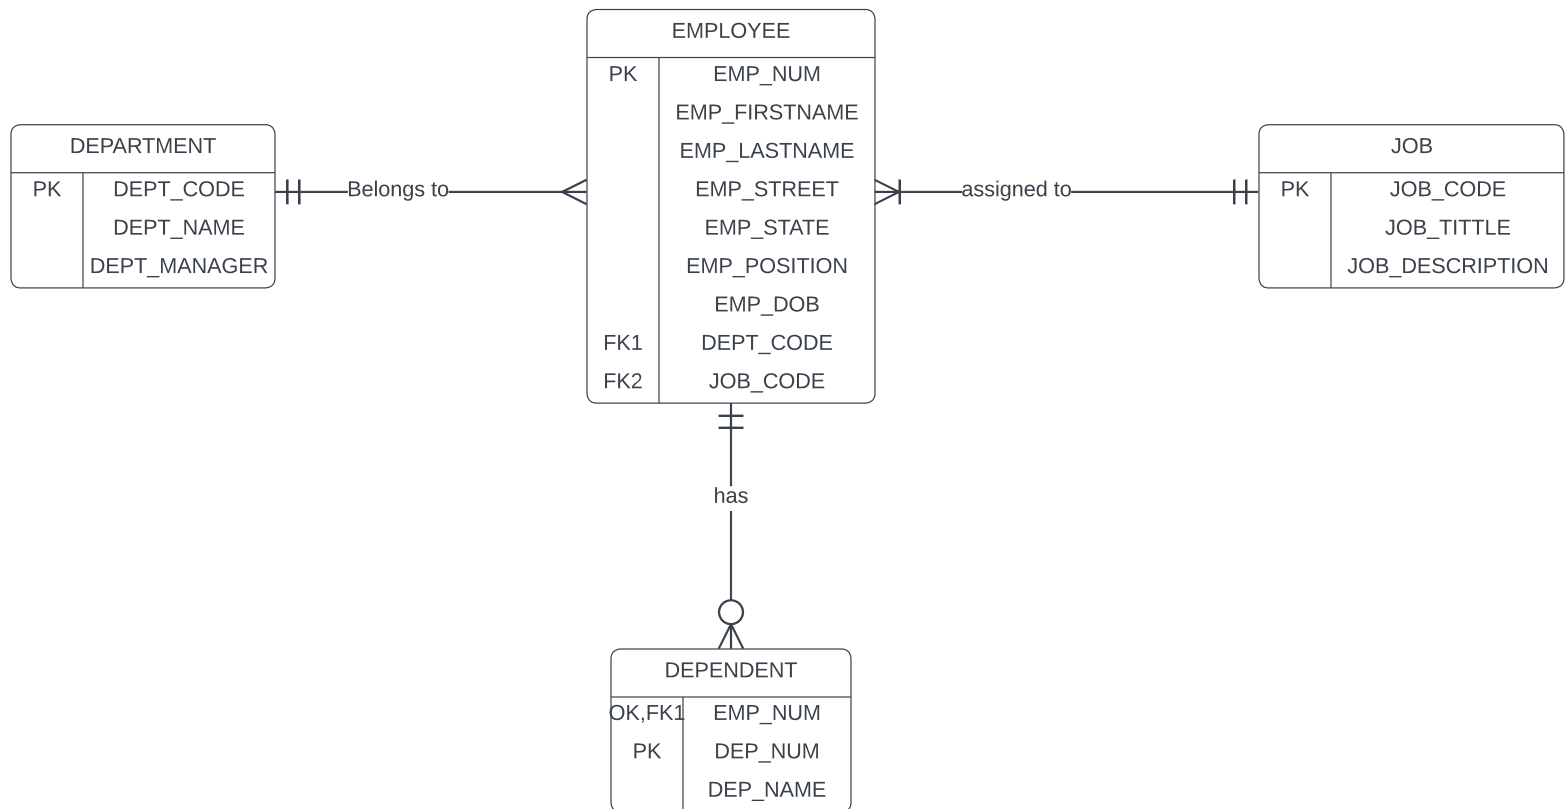 EMPLOYEE
PK EMP_NUM
EMP_FIRSTNAME
EMP_LASTNAME
EMP_STREET
EMP_STATE
EMP_POSITION
EMP_DOB
FK1 DEPT_CODE
FK2 JOB_CODE
DEPARTMENT
PK DEPT_CODE
DEPT_NAME
DEPT_MANAGER
Belongs to
assigned to
JOB
PK JOB_CODE
JOB_TITTLE
JOB_DESCRIPTION
has
DEPENDENT
OK,FK1 EMP_NUM
PK DEP_NUM
DEP_NAME